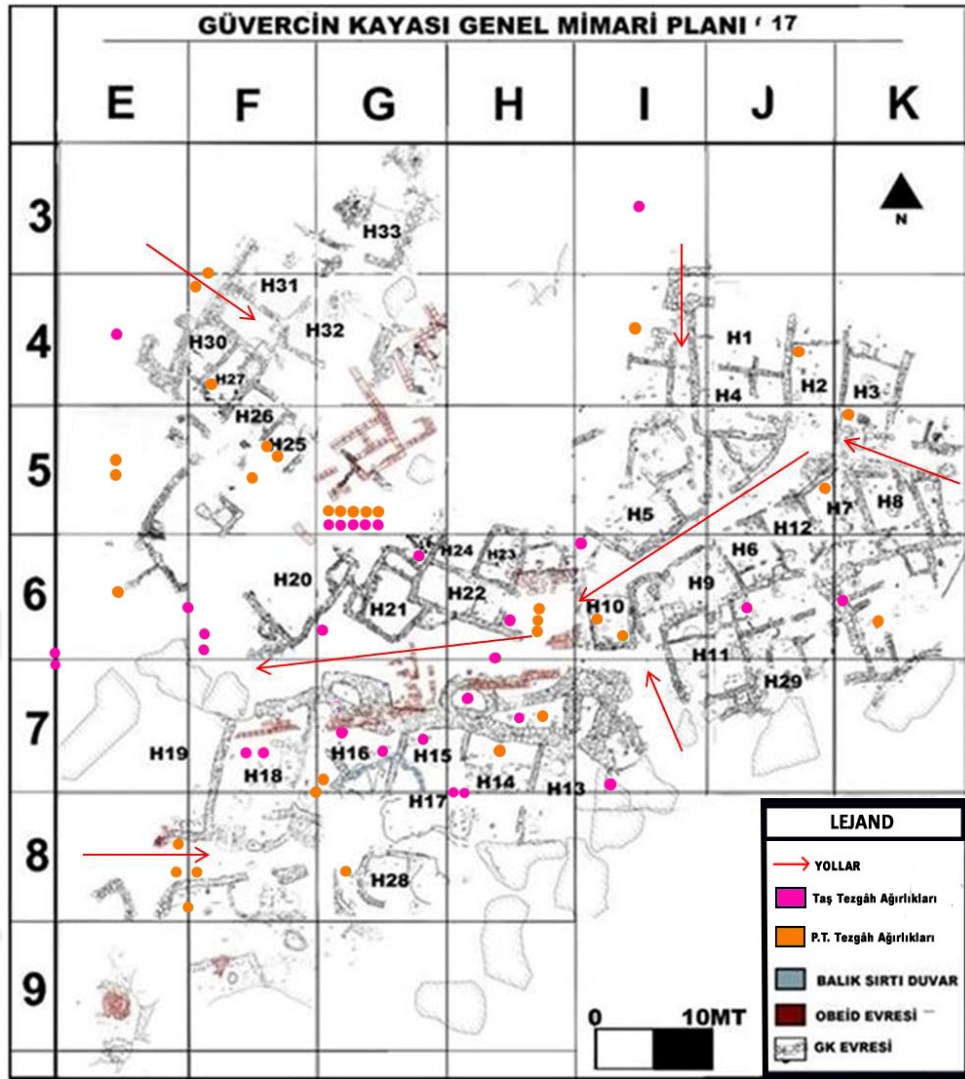 GÜVERCİN KAYASI GENEL MİMARİ PLANI ' 17
E F G H I J K
3
H33
N
H31
4
H32
H30
H1
H27
H4
H2
H3
H26
H25
5
H5
H12
H7
H8
H24
H23
H6
H20
6
H22
H9
H21
H10
H11
H29
7
H19
H18
H16
H15
H14
H13
H17
8
H28
9
0 10MT
LEJAND
YOLLAR
Taş Tezgâh Ağırlıkları
P.T. Tezgâh Ağırlıkları
BALIK SIRTI DUVAR
OBEİD EVRESİ
GK EVRESİ